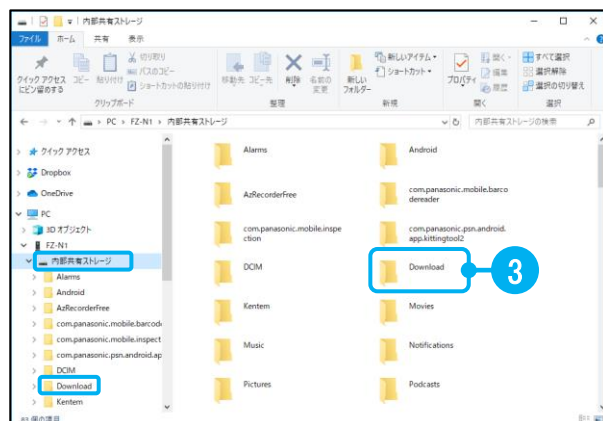 内部共有ストレージ
ファイル ホーム 共有 表示
クイック アクセス
にピン留めする
コピー
貼り付け
切り取り
パスのコピー
ショートカットの貼り付け
クリップボード
移動先
コピー先
削除
名前の
変更
整理
新しい
フォルダー
新しいアイテム
ショートカット
新規
プロパティ
開く
編集
履歴
開く
すべて選択
選択解除
選択の切り替え
選択
PC › FZ-N1 › 内部共有ストレージ
内部共有ストレージの検索
クイック アクセス
Dropbox
OneDrive
PC
3D オブジェクト
FZ-N1
内部共有ストレージ
Alarms
Android
AzRecorderFree
com.panasonic.mobile.barcod
com.panasonic.mobile.inspect
com.panasonic.psn.android.ap
DCIM
Download
Kentem
Alarms
Android
AzRecorderFree
com.panasonic.mobile.barco
dereader
com.panasonic.mobile.inspe
ction
com.panasonic.psn.android.
app.kittingtool2
DCIM
Download
3
Kentem
Movies
Music
Notifications
Pictures
Podcasts